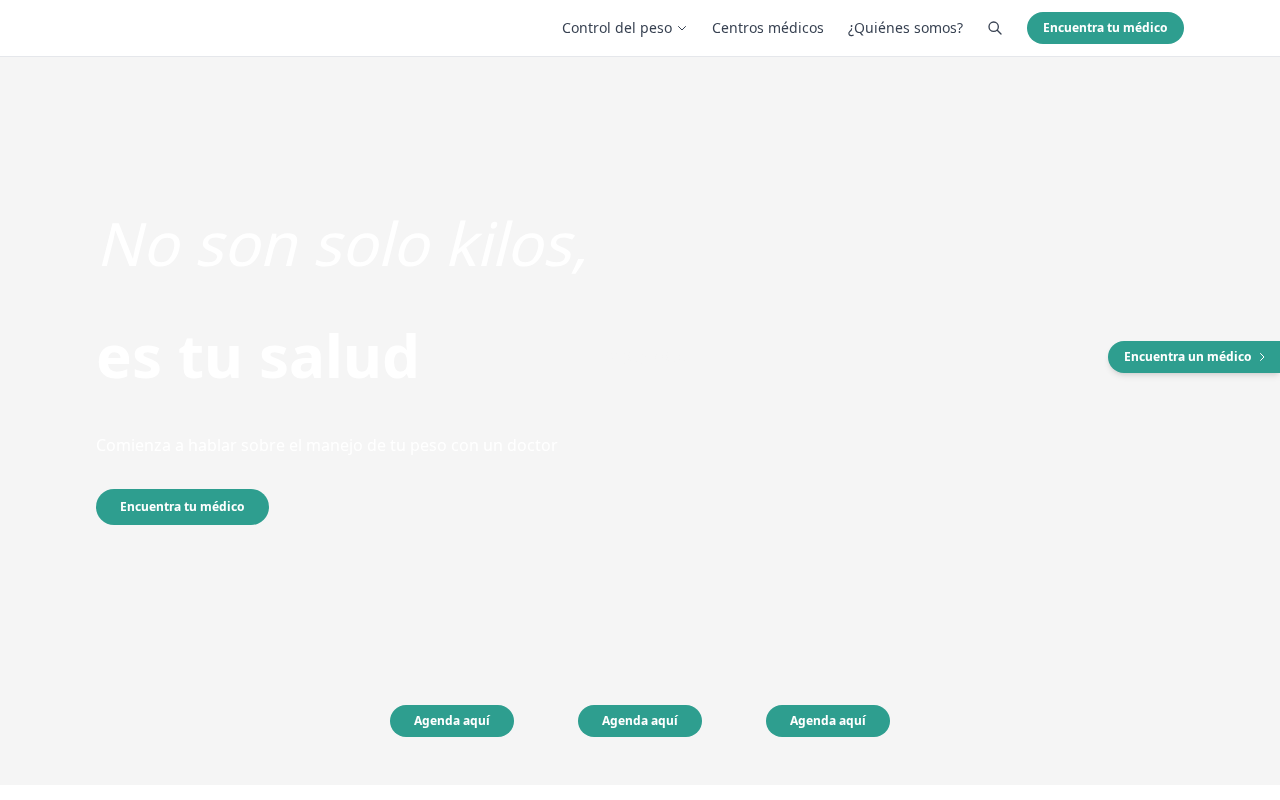 Control del peso
Centros médicos
¿Quiénes somos?
Encuentra tu médico
No son solo kilos,
es tu salud
Encuentra un médico
Comienza a hablar sobre el manejo de tu peso con un doctor
Encuentra tu médico
Agenda aquí
Agenda aquí
Agenda aquí